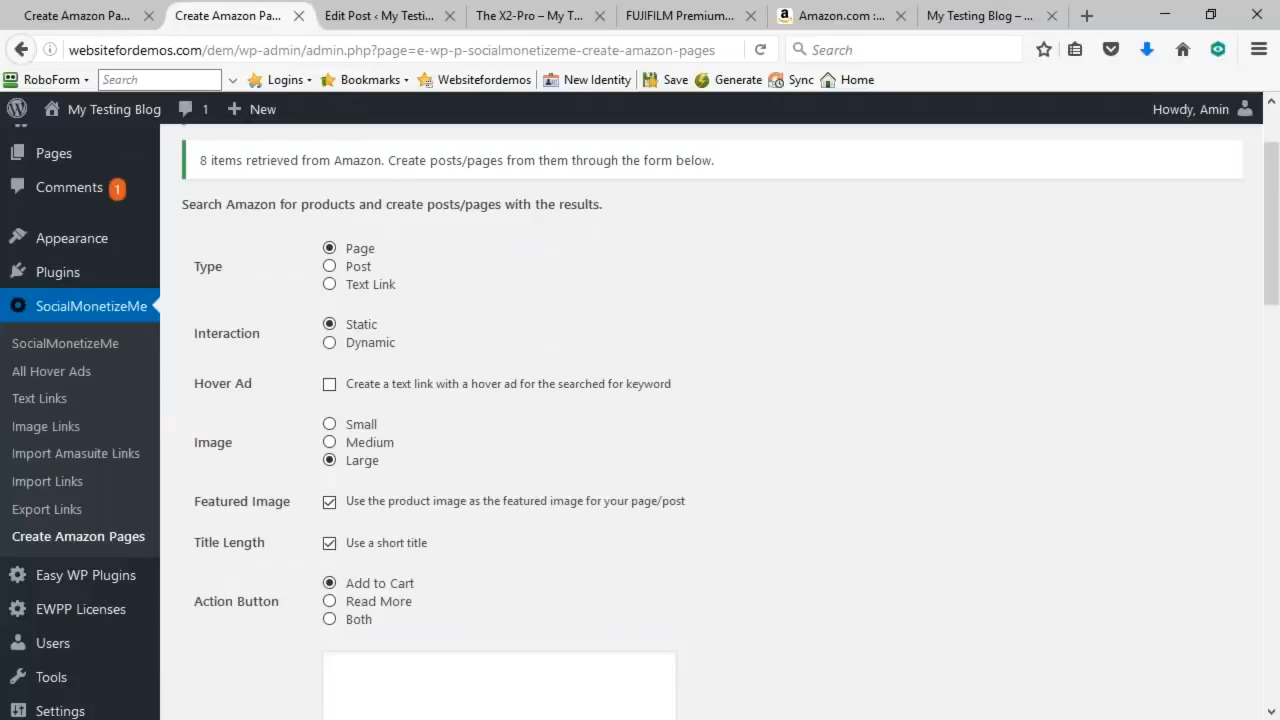 Create Amazon Pa...
Create Amazon Pa...
Edit Post ‹ My Testi...
The X2-Pro – My T...
FUJIFILM Premium...
Amazon.com :...
My Testing Blog – ...
websitefordemos.com/dem/wp-admin/admin.php?page=e-wp-p-socialmonetizeme-create-amazon-pages
Search
RoboForm
Search
Logins
Bookmarks
Websitefordemos
New Identity
Save
Generate
Sync
Home
My Testing Blog
1
New
Howdy, Amin
Pages
Comments 1
Appearance
Plugins
SocialMonetizeMe
SocialMonetizeMe
All Hover Ads
Text Links
Image Links
Import Amasuite Links
Import Links
Export Links
Create Amazon Pages
Easy WP Plugins
EWPP Licenses
Users
Tools
Settings
8 items retrieved from Amazon. Create posts/pages from them through the form below.
Search Amazon for products and create posts/pages with the results.
Type
Page
Post
Text Link
Interaction
Static
Dynamic
Hover Ad
Create a text link with a hover ad for the searched for keyword
Image
Small
Medium
Large
Featured Image
Use the product image as the featured image for your page/post
Title Length
Use a short title
Action Button
Add to Cart
Read More
Both